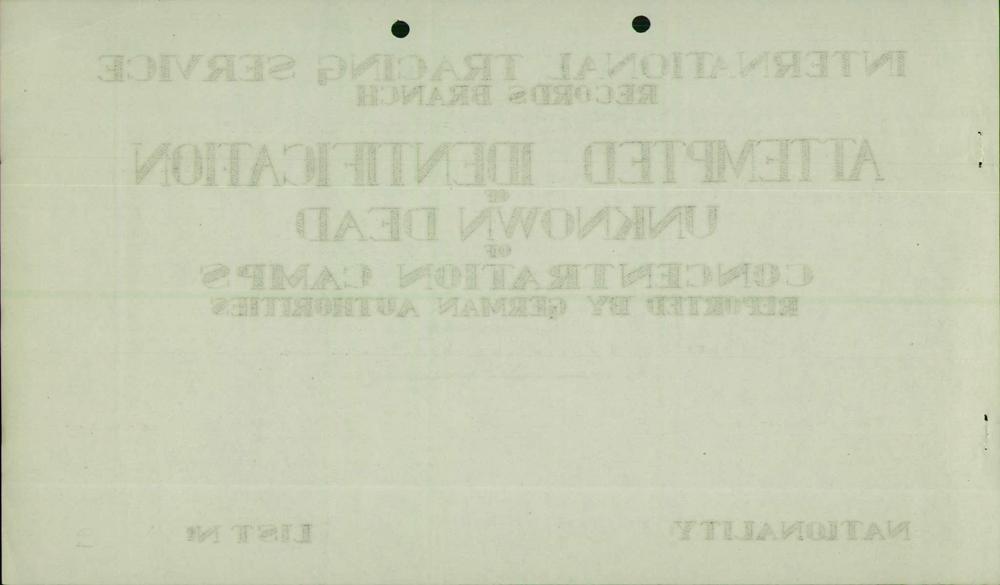 INTERNATIONAL TRACING SERVICE
RECORDS BRANCH
ATTEMPTED IDENTIFICATION
OF
UNKNOWN DEAD
OF
CONCENTRATION CAMPS
REPORTED BY GERMAN AUTHORITIES
NATIONALITY LIST Nº 2